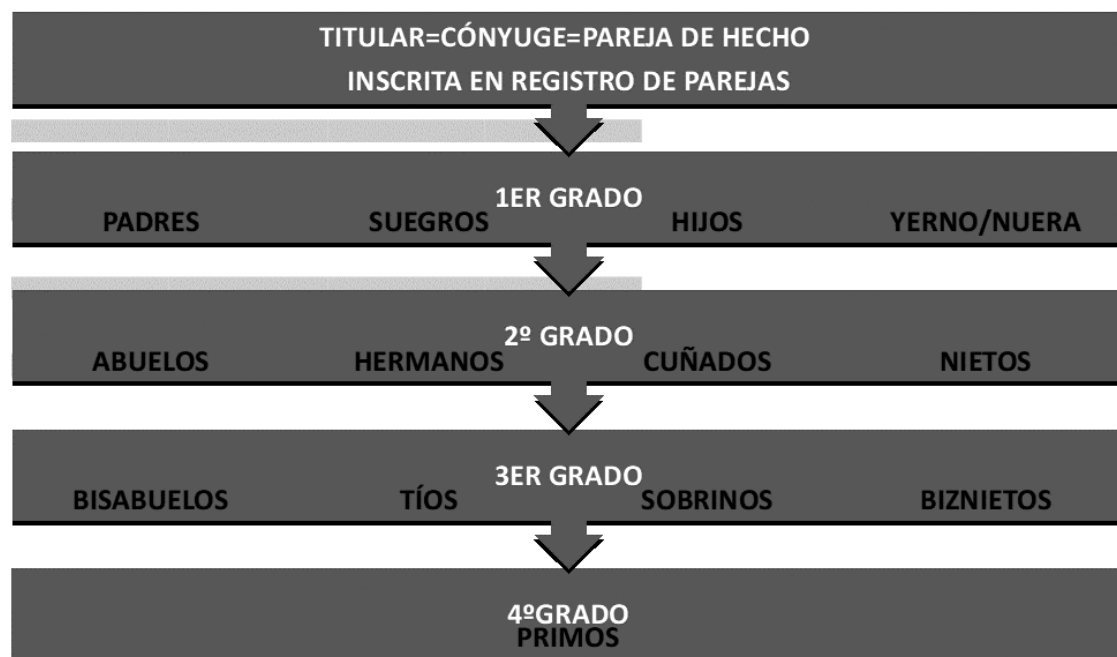 TITULAR=CÓNYUGE=PAREJA DE HECHO
INSCRITA EN REGISTRO DE PAREJAS
1ER GRADO
PADRES SUEGROS HIJOS YERNO/NUERA
2º GRADO
ABUELOS HERMANOS CUÑADOS NIETOS
3ER GRADO
BISABUELOS TÍOS SOBRINOS BIZNIETOS
4ºGRADO
PRIMOS